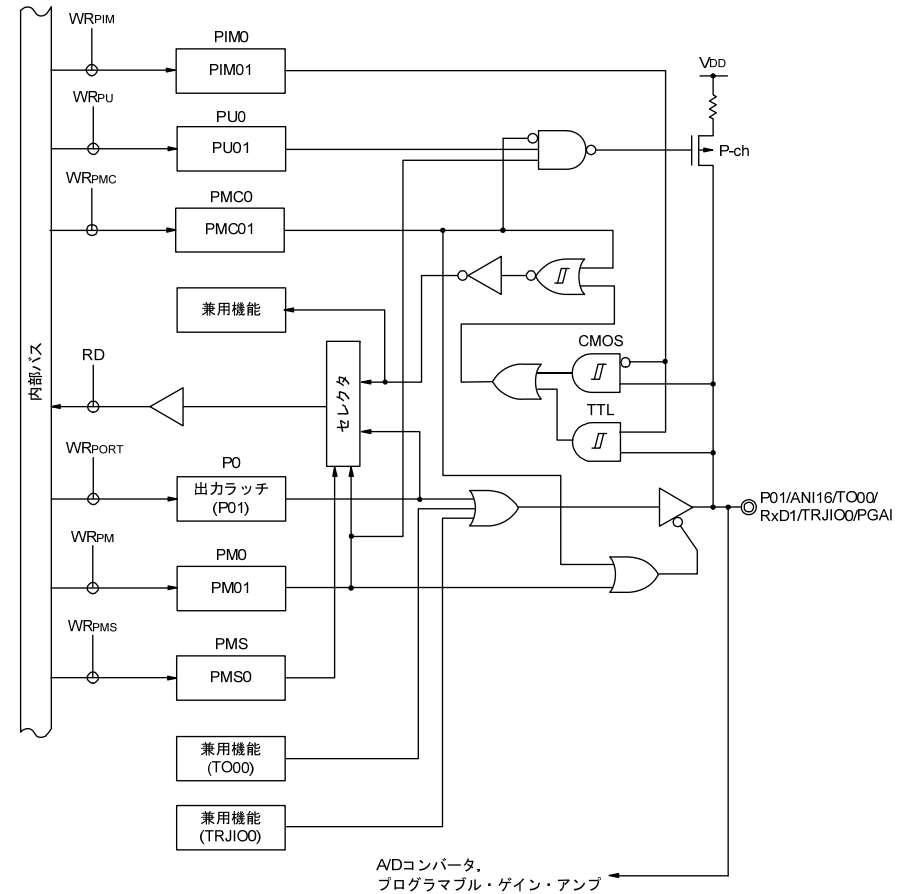 WRPIM
PIM0
PIM01
VDD
WRPU
PU0
PU01
P-ch
WRPMC
PMC0
PMC01
兼用機能
CMOS
内部バス
RD
セレクタ
TTL
WRPORT
P0
出力ラッチ
(P01)
P01/ANI16/TO00/
RxD1/TRJIO0/PGAI
WRPM
PM0
PM01
WRPMS
PMS
PMS0
兼用機能
(TO00)
兼用機能
(TRJIO0)
A/Dコンバータ,
プログラマブル・ゲイン・アンプ